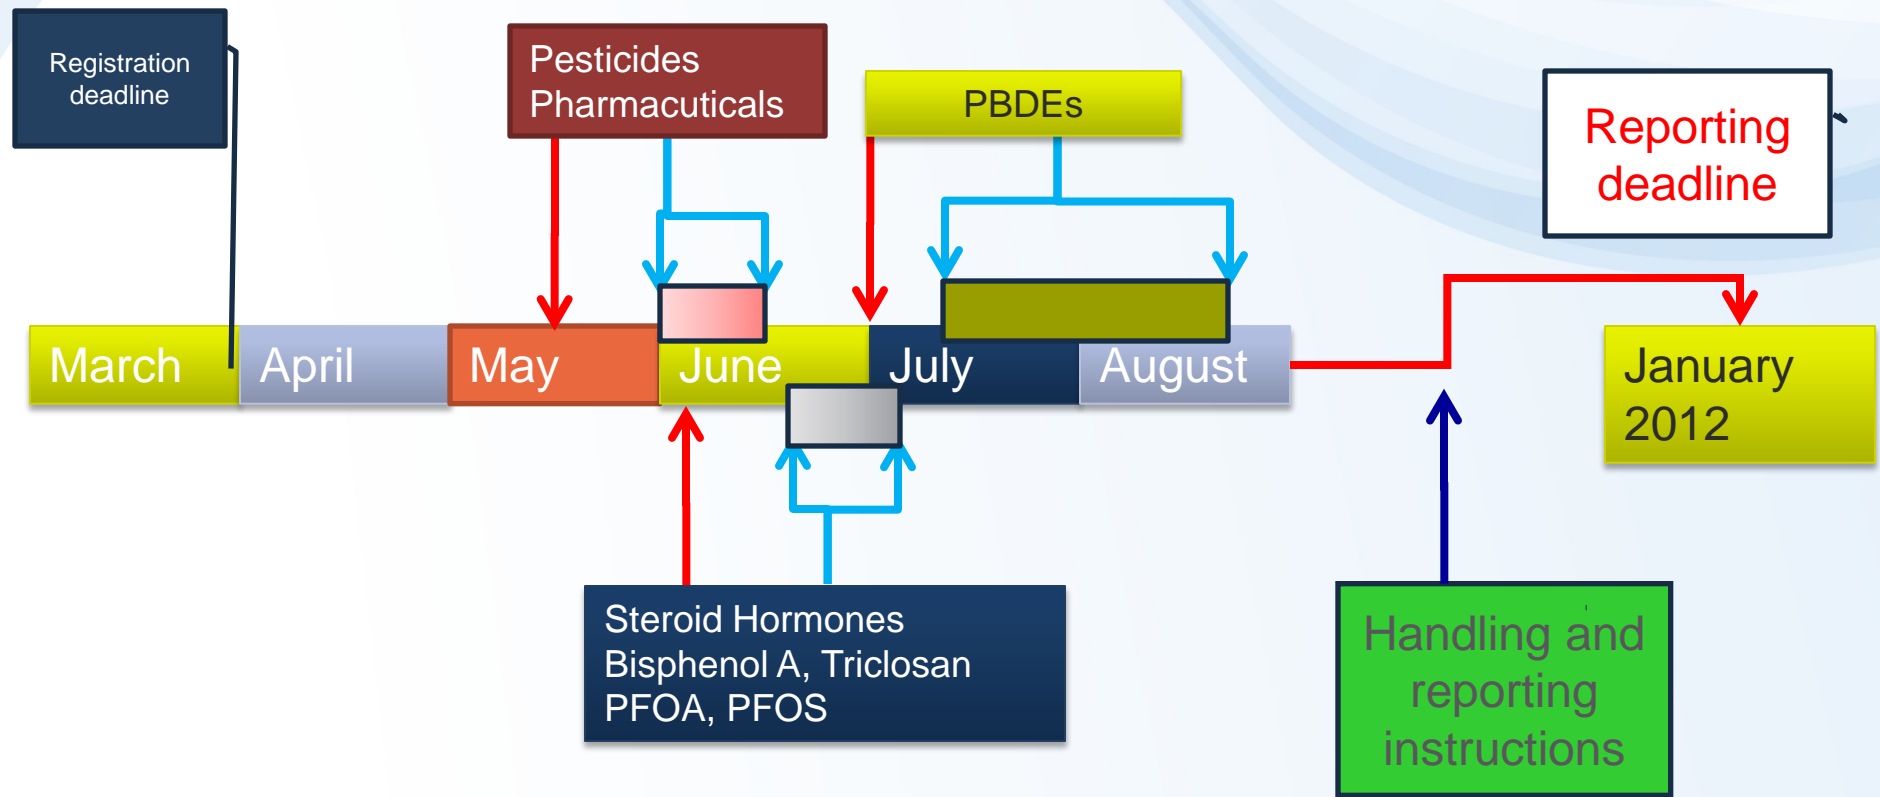 Registration
deadline
Pesticides
Pharmacuticals
PBDEs
Reporting
deadline
March
April
May
June
July
August
January
2012
Steroid Hormones
Bisphenol A, Triclosan
PFOA, PFOS
Handling and
reporting
instructions